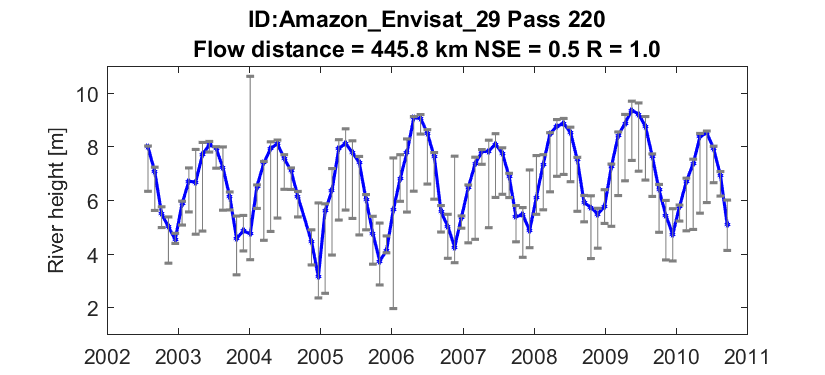 ID:Amazon_Envisat_29 Pass 220
Flow distance = 445.8 km NSE = 0.5 R = 1.0
River height [m]
10
8
6
4
2
2002 2003 2004 2005 2006 2007 2008 2009 2010 2011